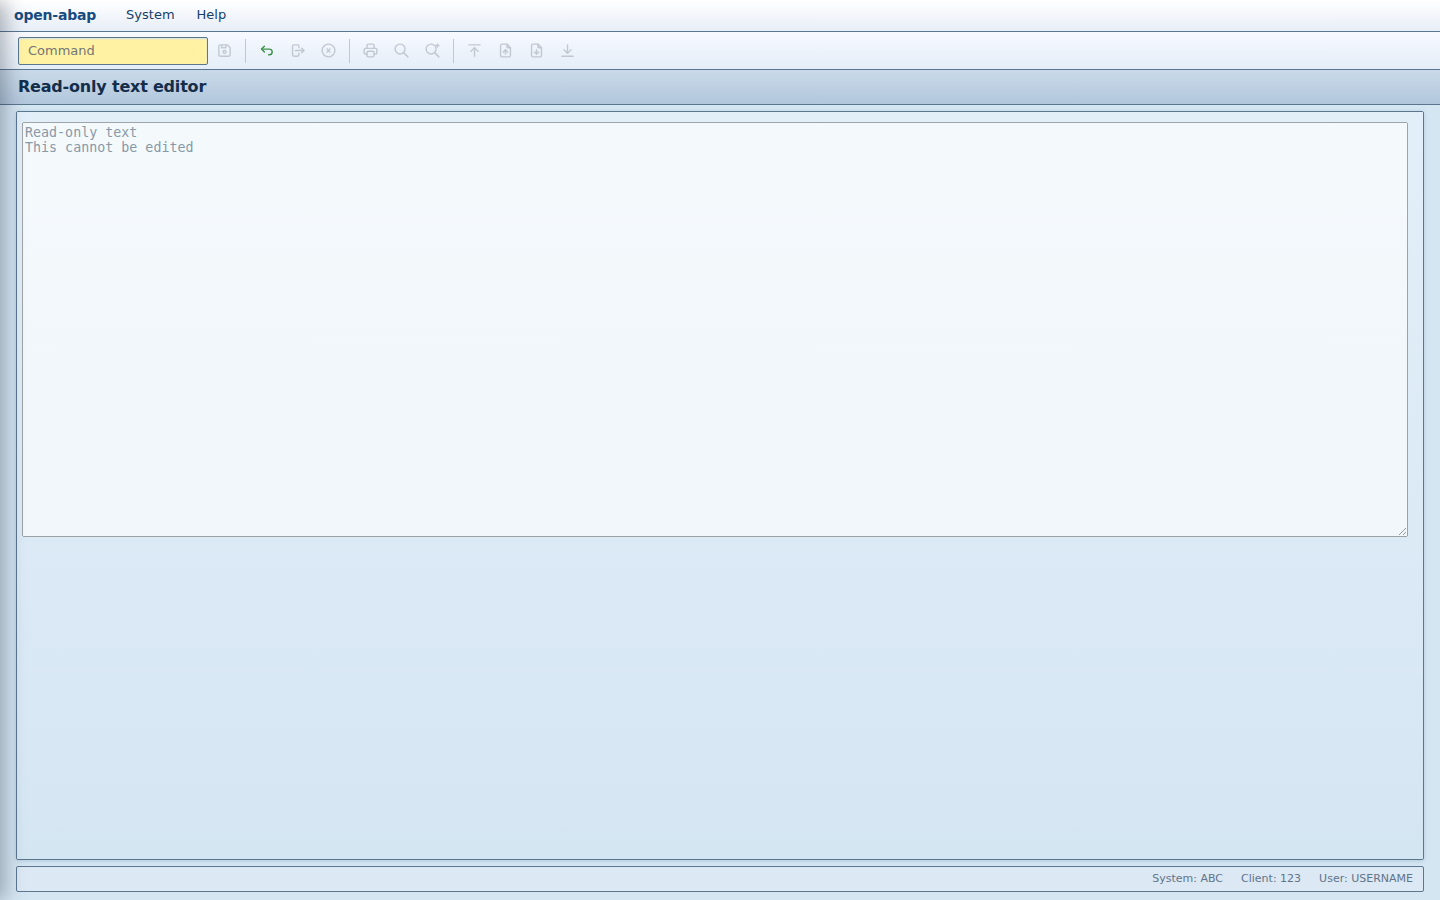 open-abap System Help
Command
Read-only text editor
Read-only text
This cannot be edited
System: ABC Client: 123 User: USERNAME